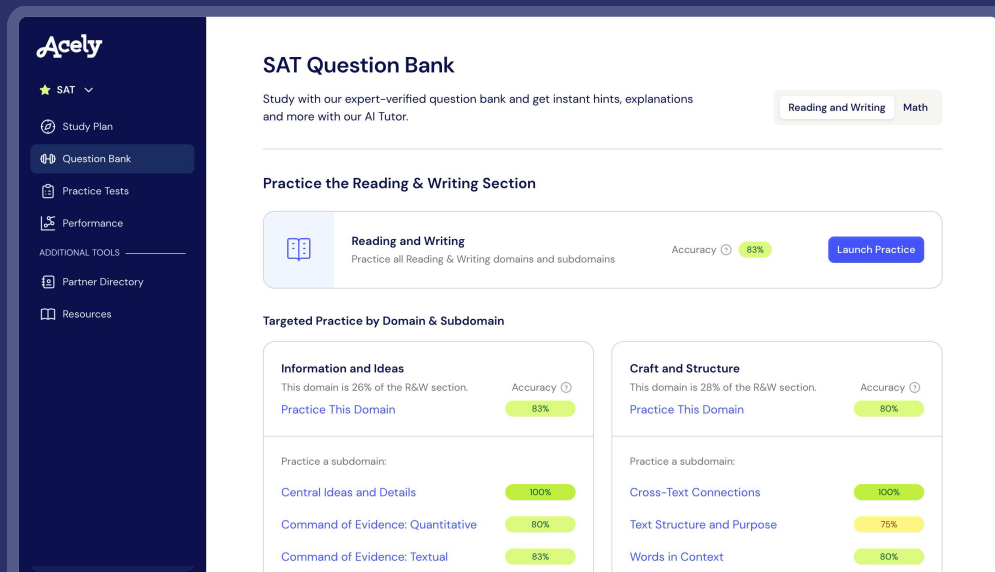 Acely
SAT
Study Plan
Question Bank
Practice Tests
Performance
ADDITIONAL TOOLS
Partner Directory
Resources
SAT Question Bank
Study with our expert-verified question bank and get instant hints, explanations
and more with our AI Tutor.
Reading and Writing
Math
Practice the Reading & Writing Section
Reading and Writing
Practice all Reading & Writing domains and subdomains
Accuracy ? 83%
Launch Practice
Targeted Practice by Domain & Subdomain
Information and Ideas
This domain is 26% of the R&W section.
Accuracy ?
Practice This Domain
83%
Practice a subdomain:
Central Ideas and Details
100%
Command of Evidence: Quantitative
80%
Command of Evidence: Textual
83%
Craft and Structure
This domain is 28% of the R&W section.
Accuracy ?
Practice This Domain
80%
Practice a subdomain:
Cross-Text Connections
100%
Text Structure and Purpose
75%
Words in Context
80%